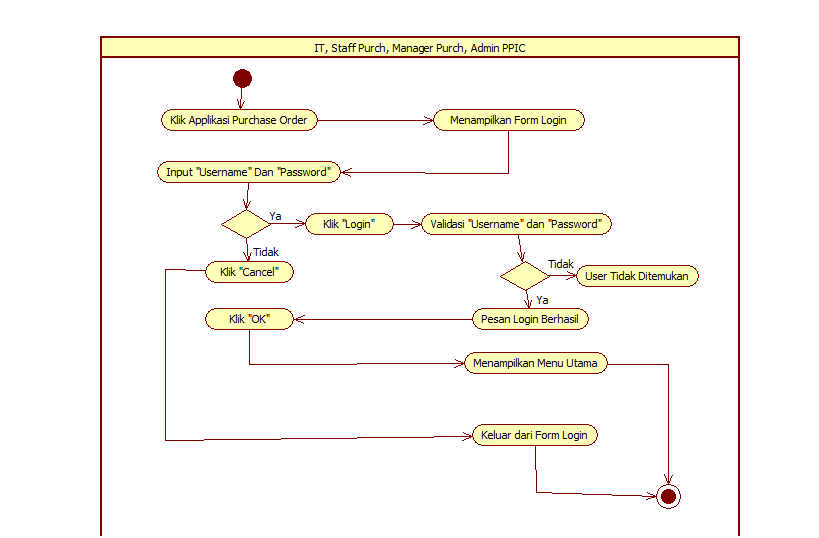 IT, Staff Purch, Manager Purch, Admin PPIC
Klik Applikasi Purchase Order
Menampilkan Form Login
Input "Username" Dan "Password"
Ya
Klik "Login"
Validasi "Username" dan "Password"
Tidak
Klik "Cancel"
Tidak
User Tidak Ditemukan
Ya
Klik "OK"
Pesan Login Berhasil
Menampilkan Menu Utama
Keluar dari Form Login